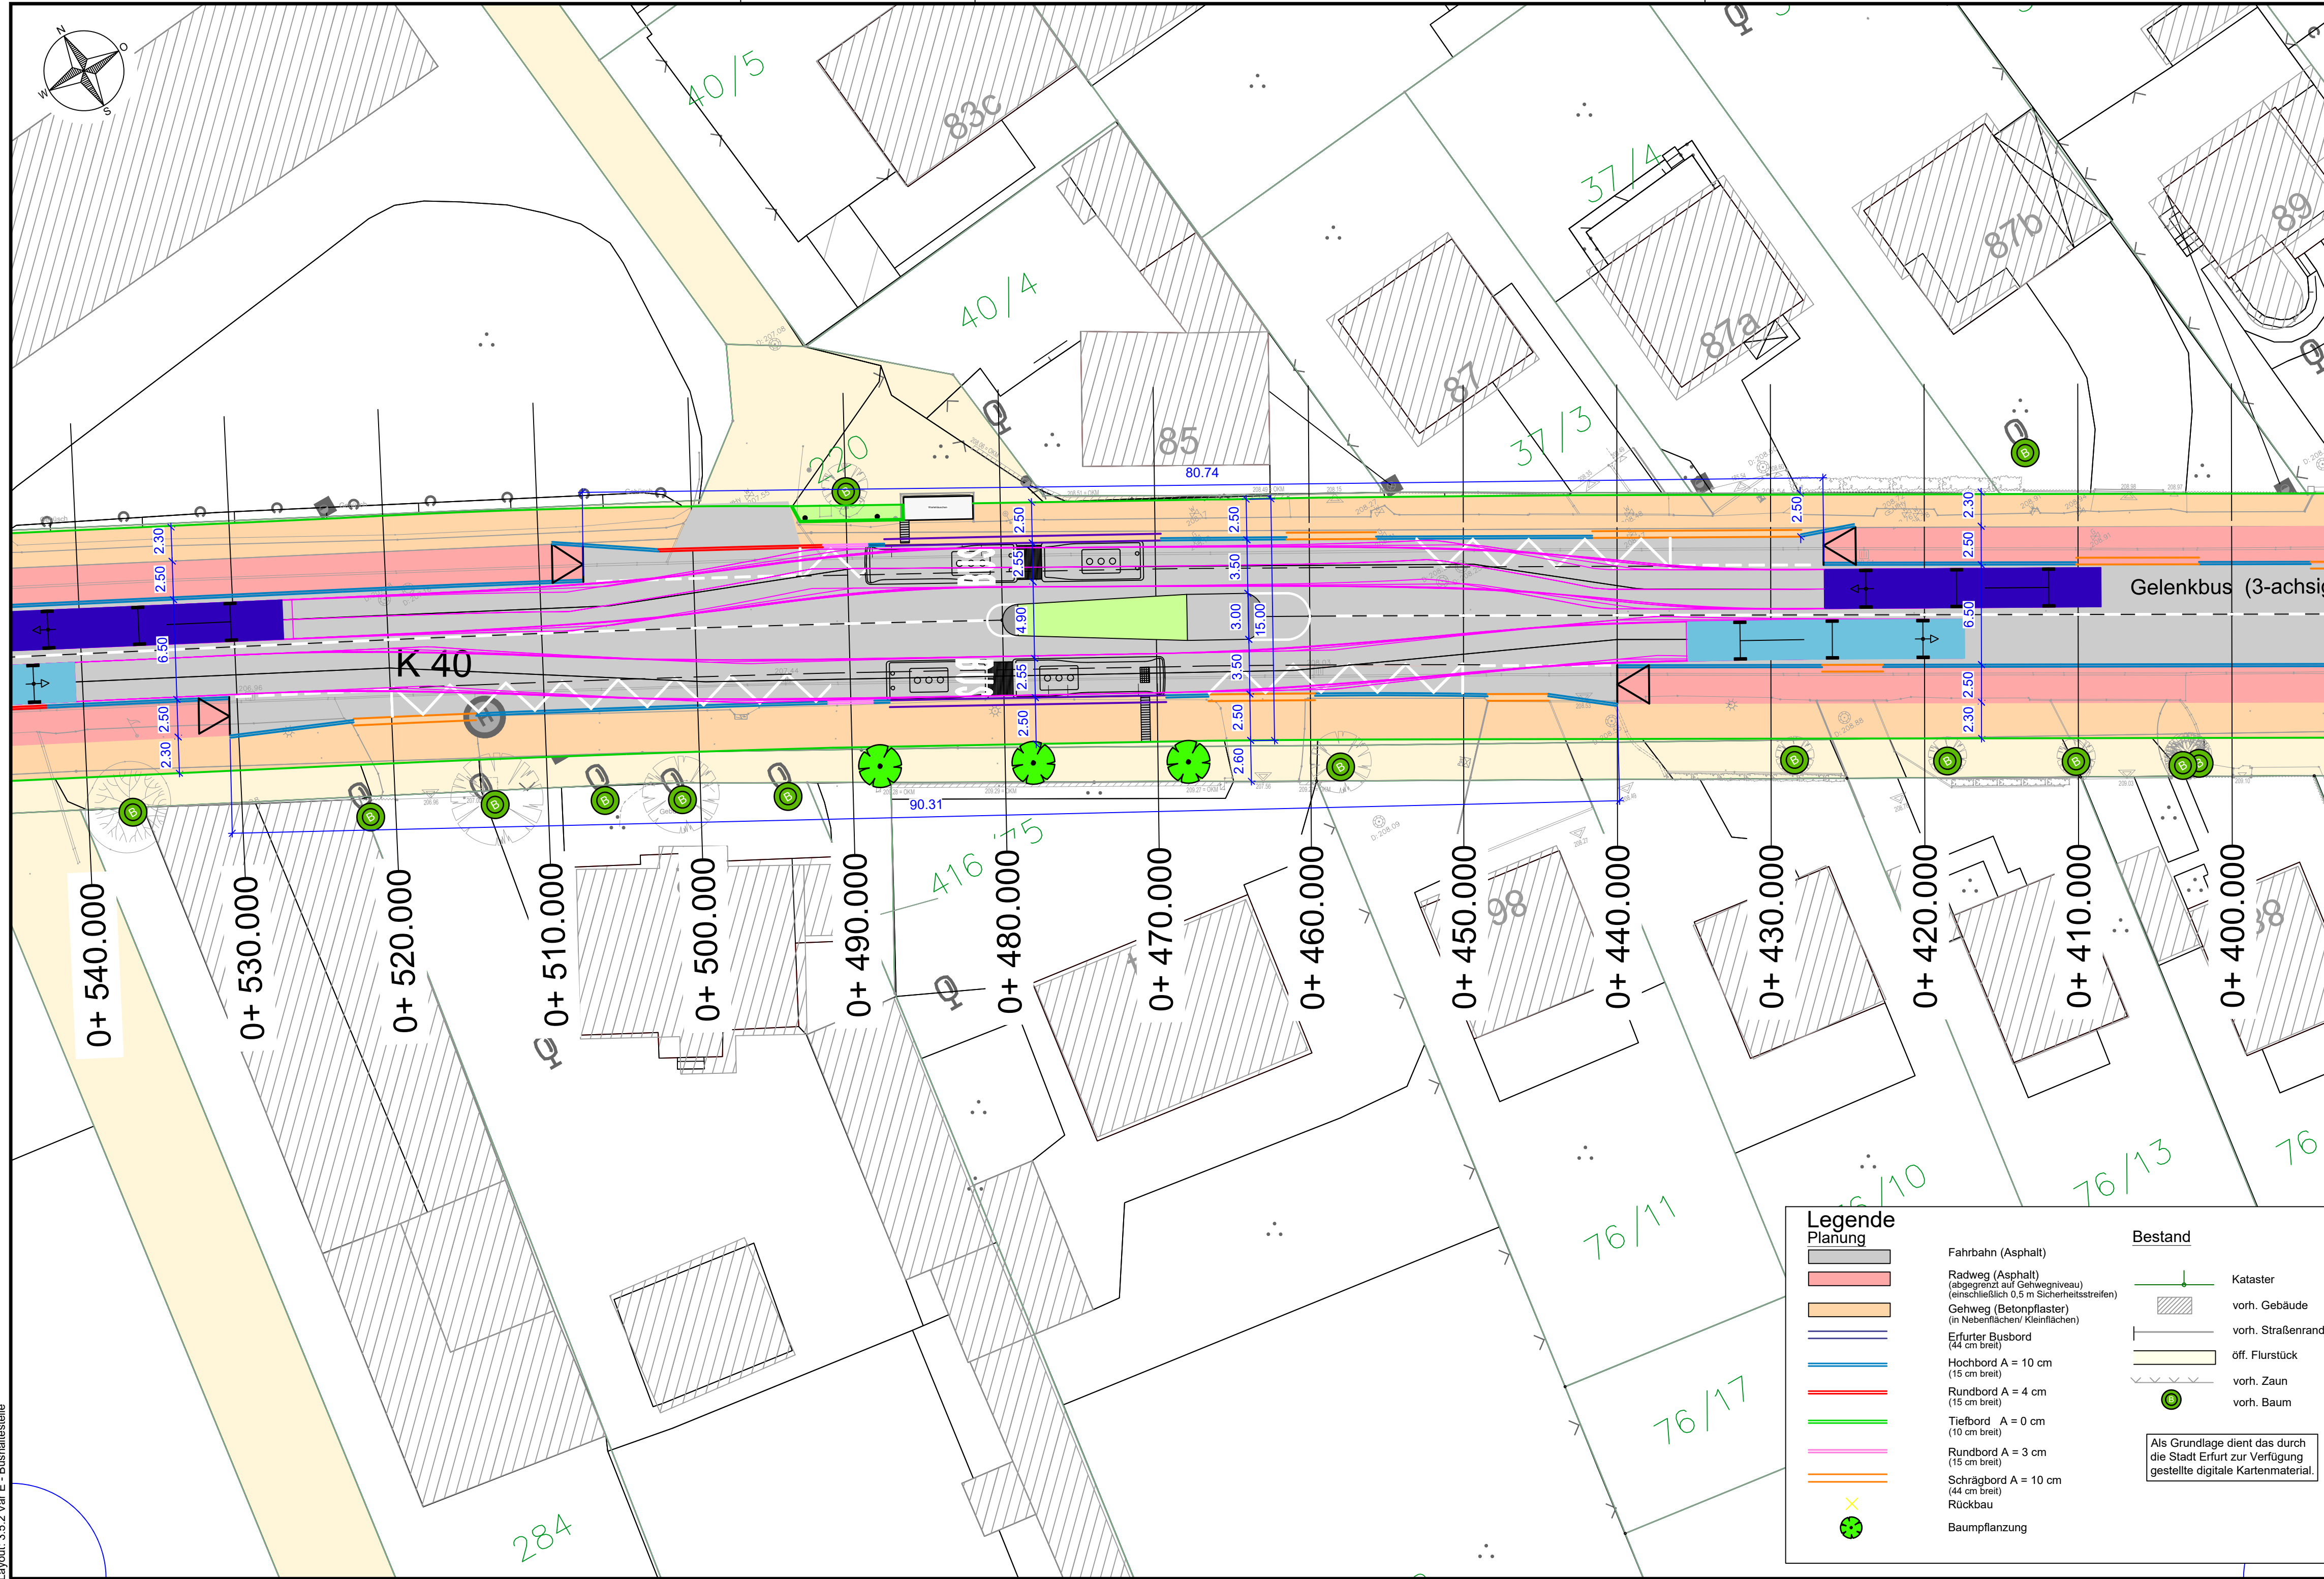 N
O
W
S
40/5
83c
40/4
37/4
87b
89
87a
87
37/3
85
220
80.74
2.30
2.50
6.50
2.50
2.30
2.50
2.55
4.90
2.55
2.50
2.50
3.50
3.00
15.00
3.50
2.50
2.60
2.50
2.30
2.50
6.50
2.50
2.30
BUS
BUS
K 40
H
Gelenkbus (3-achsig
90.31
416
75
98
284
76/11
76/17
76/13
76
0+ 540.000
0+ 530.000
0+ 520.000
0+ 510.000
0+ 500.000
0+ 490.000
0+ 480.000
0+ 470.000
0+ 460.000
0+ 450.000
0+ 440.000
0+ 430.000
0+ 420.000
0+ 410.000
0+ 400.000
Legende
Planung
Fahrbahn (Asphalt)
Radweg (Asphalt)
(abgegrenzt auf Gehwegniveau)
(einschließlich 0,5 m Sicherheitsstreifen)
Gehweg (Betonpflaster)
(in Nebenflächen/ Kleinflächen)
Erfurter Busbord
(44 cm breit)
Hochbord A = 10 cm
(15 cm breit)
Rundbord A = 4 cm
(15 cm breit)
Tiefbord A = 0 cm
(10 cm breit)
Rundbord A = 3 cm
(15 cm breit)
Schrägbord A = 10 cm
(44 cm breit)
Rückbau
Baumpflanzung
Bestand
Kataster
vorh. Gebäude
vorh. Straßenrand
öff. Flurstück
vorh. Zaun
B
vorh. Baum
Als Grundlage dient das durch
die Stadt Erfurt zur Verfügung
gestellte digitale Kartenmaterial.
Layout: 3.5.2 Var E - Bushaltestelle